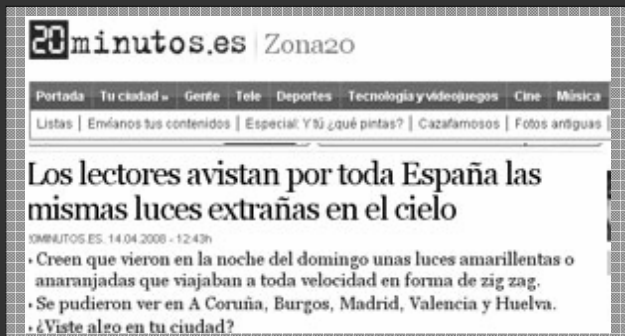 20minutos.es | Zona20
Portada Tu ciudad » Gente Tele Deportes Tecnología y videojuegos Cine Música
Listas | Envíanos tus contenidos | Especial: Y tú ¿qué pintas? | Cazafamosos | Fotos antiguas |
Los lectores avistan por toda España las
mismas luces extrañas en el cielo
20MINUTOS.ES. 14.04.2008 - 12:43h
• Creen que vieron en la noche del domingo unas luces amarillentas o
anaranjadas que viajaban a toda velocidad en forma de zig zag.
• Se pudieron ver en A Coruña, Burgos, Madrid, Valencia y Huelva.
• ¿Viste algo en tu ciudad?